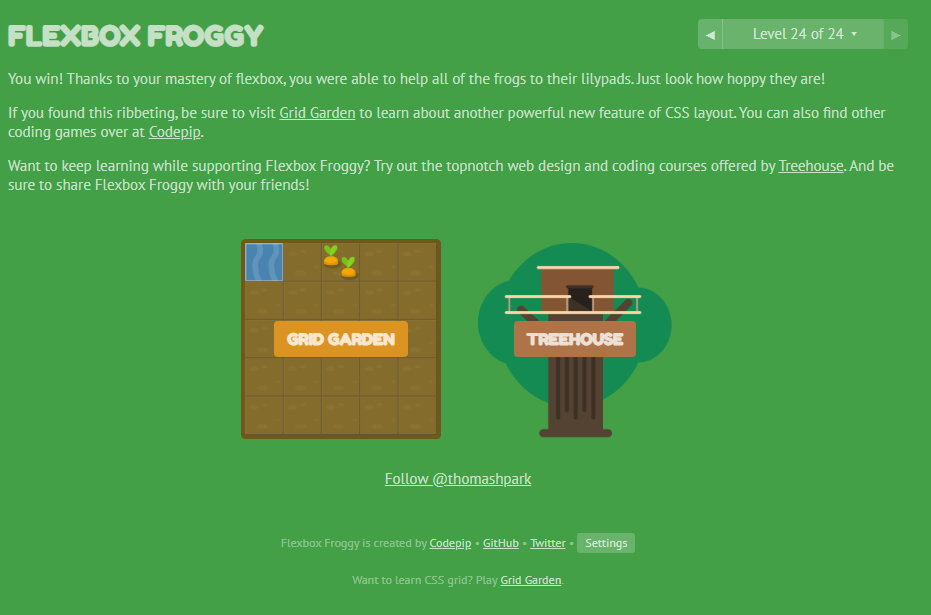 FLEXBOX FROGGY
◀ Level 24 of 24 ▾ ▶
You win! Thanks to your mastery of flexbox, you were able to help all of the frogs to their lilypads. Just look how hoppy they are!
If you found this ribbeting, be sure to visit Grid Garden to learn about another powerful new feature of CSS layout. You can also find other
coding games over at Codepip.
Want to keep learning while supporting Flexbox Froggy? Try out the topnotch web design and coding courses offered by Treehouse. And be
sure to share Flexbox Froggy with your friends!
GRID GARDEN
TREEHOUSE
Follow @thomashpark
Flexbox Froggy is created by Codepip • GitHub • Twitter • Settings
Want to learn CSS grid? Play Grid Garden.